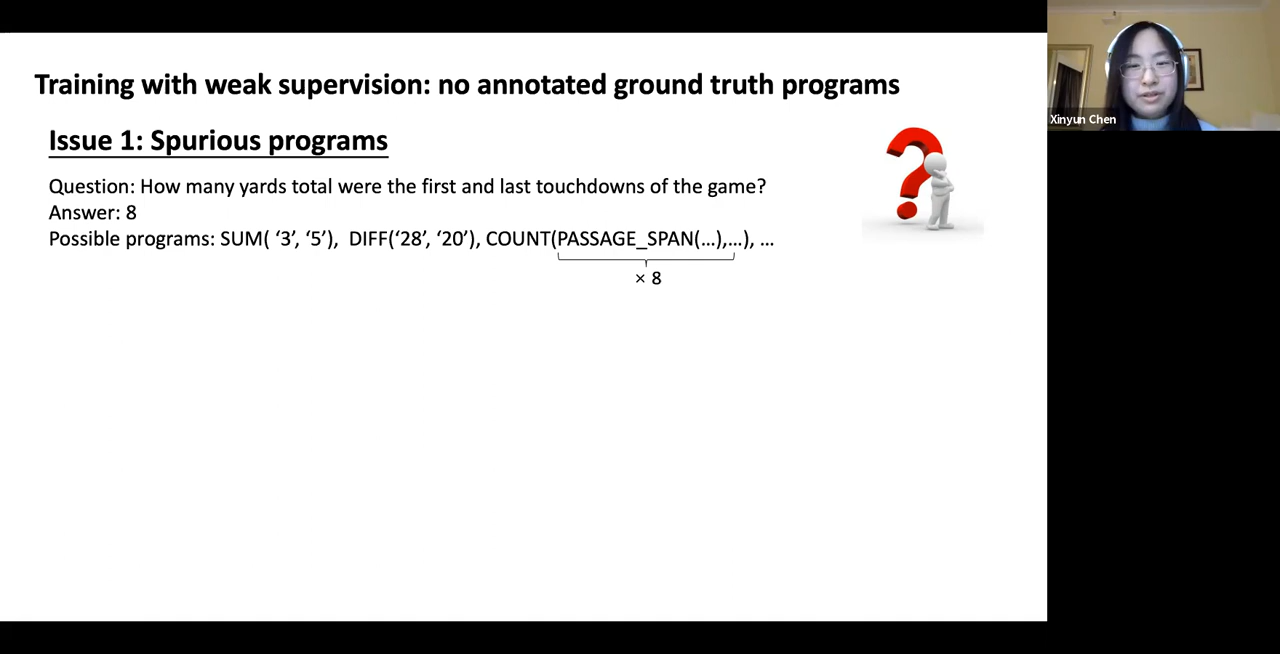 Training with weak supervision: no annotated ground truth programs
Issue 1: Spurious programs
Question: How many yards total were the first and last touchdowns of the game?
Answer: 8
Possible programs: SUM( ‘3’, ‘5’),  DIFF(‘28’, ‘20’), COUNT(PASSAGE_SPAN(…),…), …
× 8
Xinyun Chen